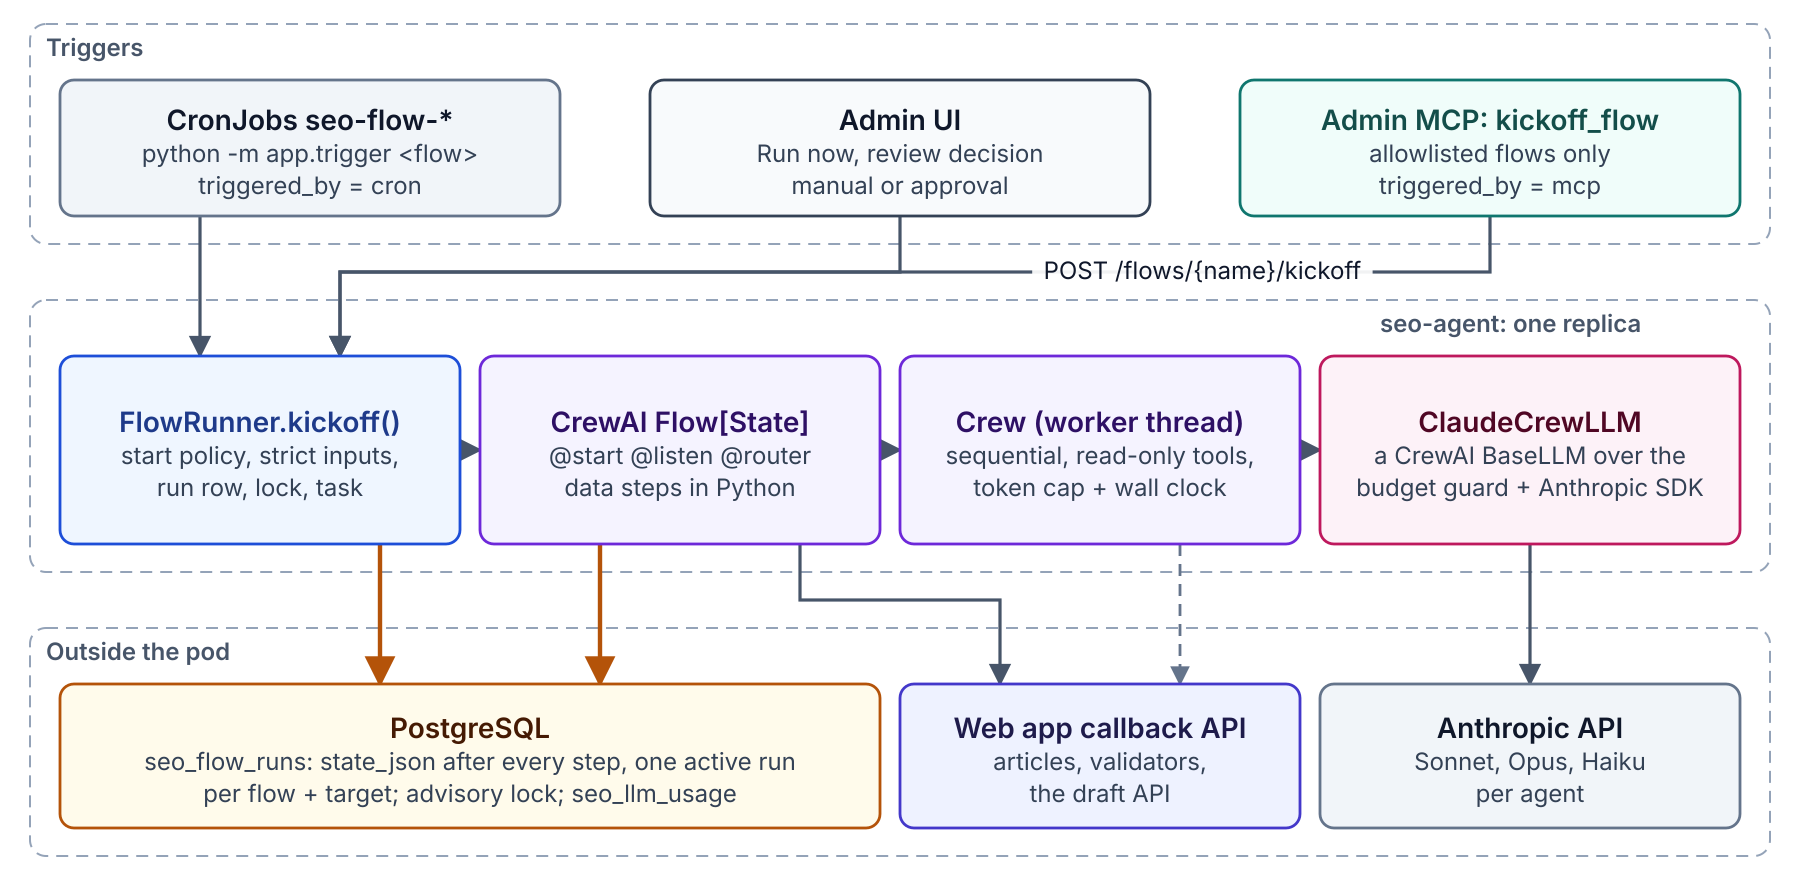 Triggers
CronJobs seo-flow-*
python -m app.trigger <flow>
triggered_by = cron
Admin UI
Run now, review decision
manual or approval
Admin MCP: kickoff_flow
allowlisted flows only
triggered_by = mcp
POST /flows/{name}/kickoff
seo-agent: one replica
FlowRunner.kickoff()
start policy, strict inputs,
run row, lock, task
CrewAI Flow[State]
@start @listen @router
data steps in Python
Crew (worker thread)
sequential, read-only tools,
token cap + wall clock
ClaudeCrewLLM
a CrewAI BaseLLM over the
budget guard + Anthropic SDK
Outside the pod
PostgreSQL
seo_flow_runs: state_json after every step, one active run
per flow + target; advisory lock; seo_llm_usage
Web app callback API
articles, validators,
the draft API
Anthropic API
Sonnet, Opus, Haiku
per agent